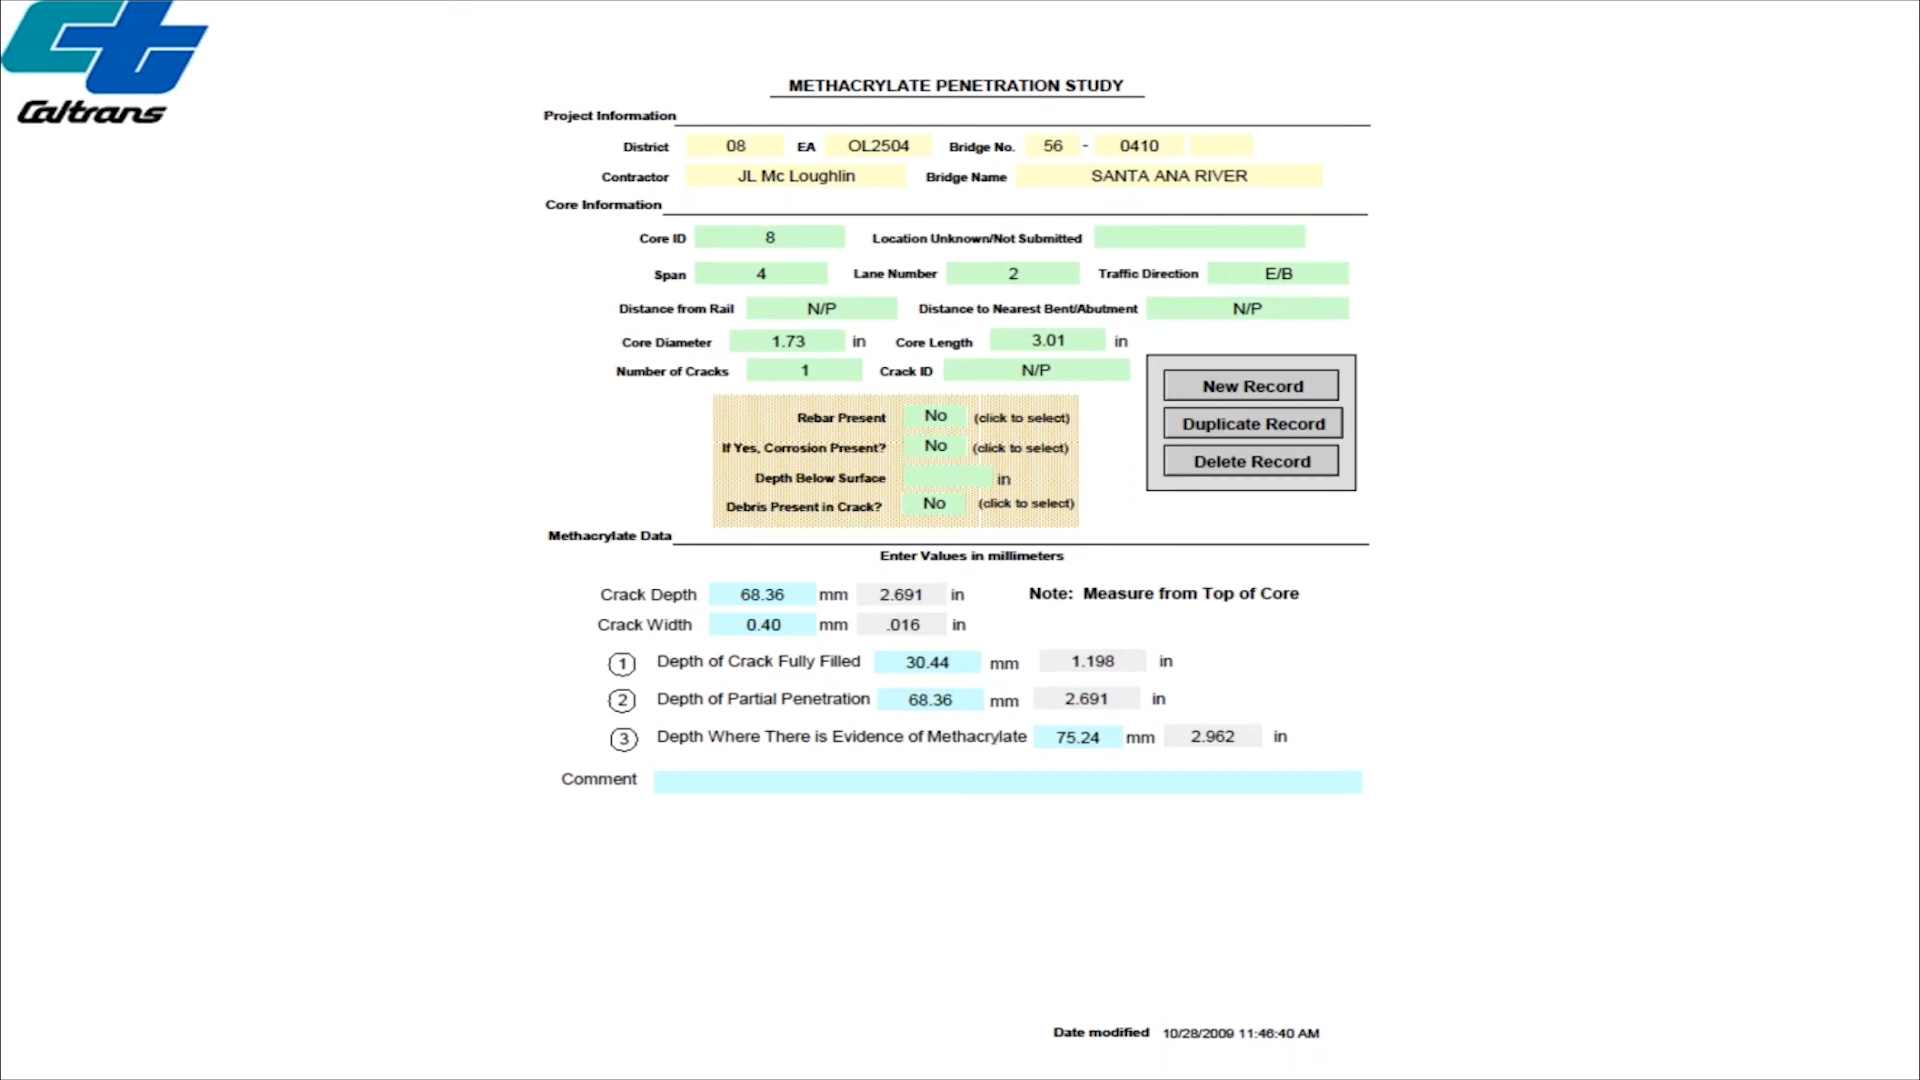 Caltrans
METHACRYLATE PENETRATION STUDY
Project Information
District 08 EA OL2504 Bridge No. 56 - 0410
Contractor JL Mc Loughlin Bridge Name SANTA ANA RIVER
Core Information
Core ID 8 Location Unknown/Not Submitted
Span 4 Lane Number 2 Traffic Direction E/B
Distance from Rail N/P Distance to Nearest Bent/Abutment N/P
Core Diameter 1.73 in Core Length 3.01 in
Number of Cracks 1 Crack ID N/P
New Record
Duplicate Record
Delete Record
Rebar Present No (click to select)
If Yes, Corrosion Present? No (click to select)
Depth Below Surface in
Debris Present in Crack? No (click to select)
Methacrylate Data
Enter Values in millimeters
Crack Depth 68.36 mm 2.691 in Note: Measure from Top of Core
Crack Width 0.40 mm .016 in
1 Depth of Crack Fully Filled 30.44 mm 1.198 in
2 Depth of Partial Penetration 68.36 mm 2.691 in
3 Depth Where There is Evidence of Methacrylate 75.24 mm 2.962 in
Comment
Date modified 10/28/2009 11:46:40 AM